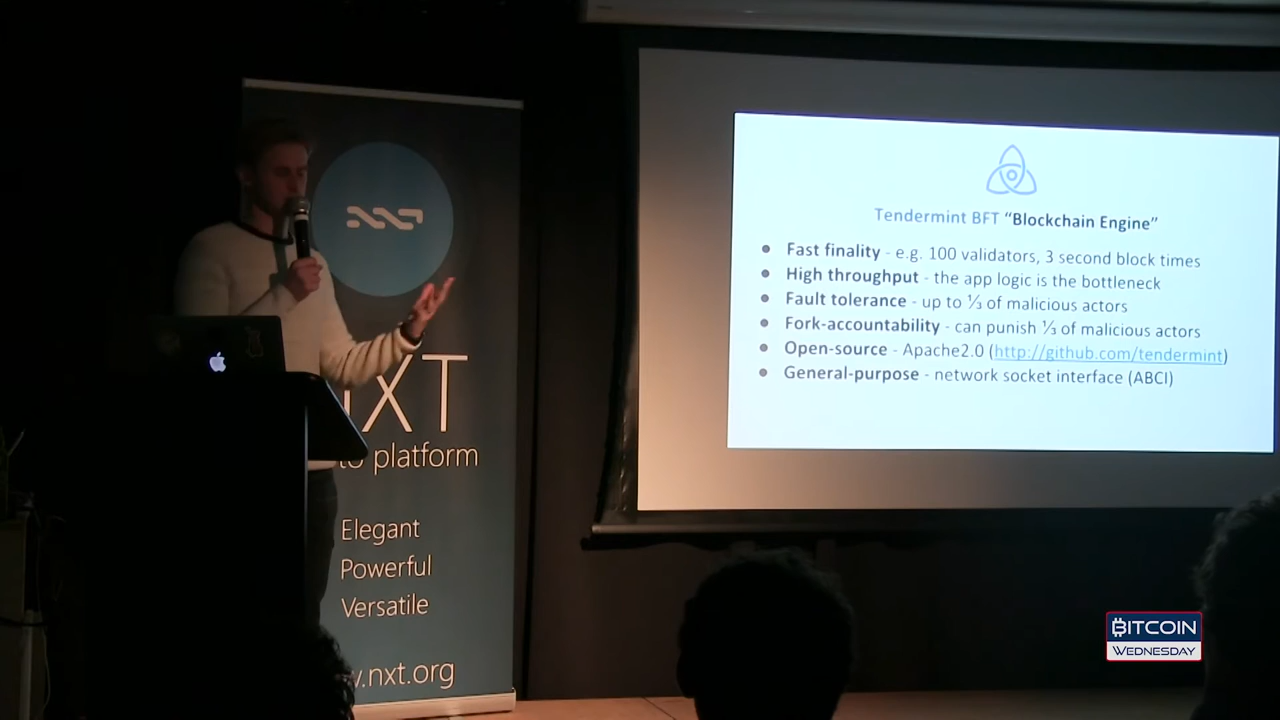 Tendermint BFT “Blockchain Engine”
● Fast finality - e.g. 100 validators, 3 second block times
● High throughput - the app logic is the bottleneck
● Fault tolerance - up to ⅓ of malicious actors
● Fork-accountability - can punish ⅓ of malicious actors
● Open-source - Apache2.0 (http://github.com/tendermint)
● General-purpose - network socket interface (ABCI)
XT
to platform
Elegant
Powerful
Versatile
.nxt.org
BITCOIN
WEDNESDAY